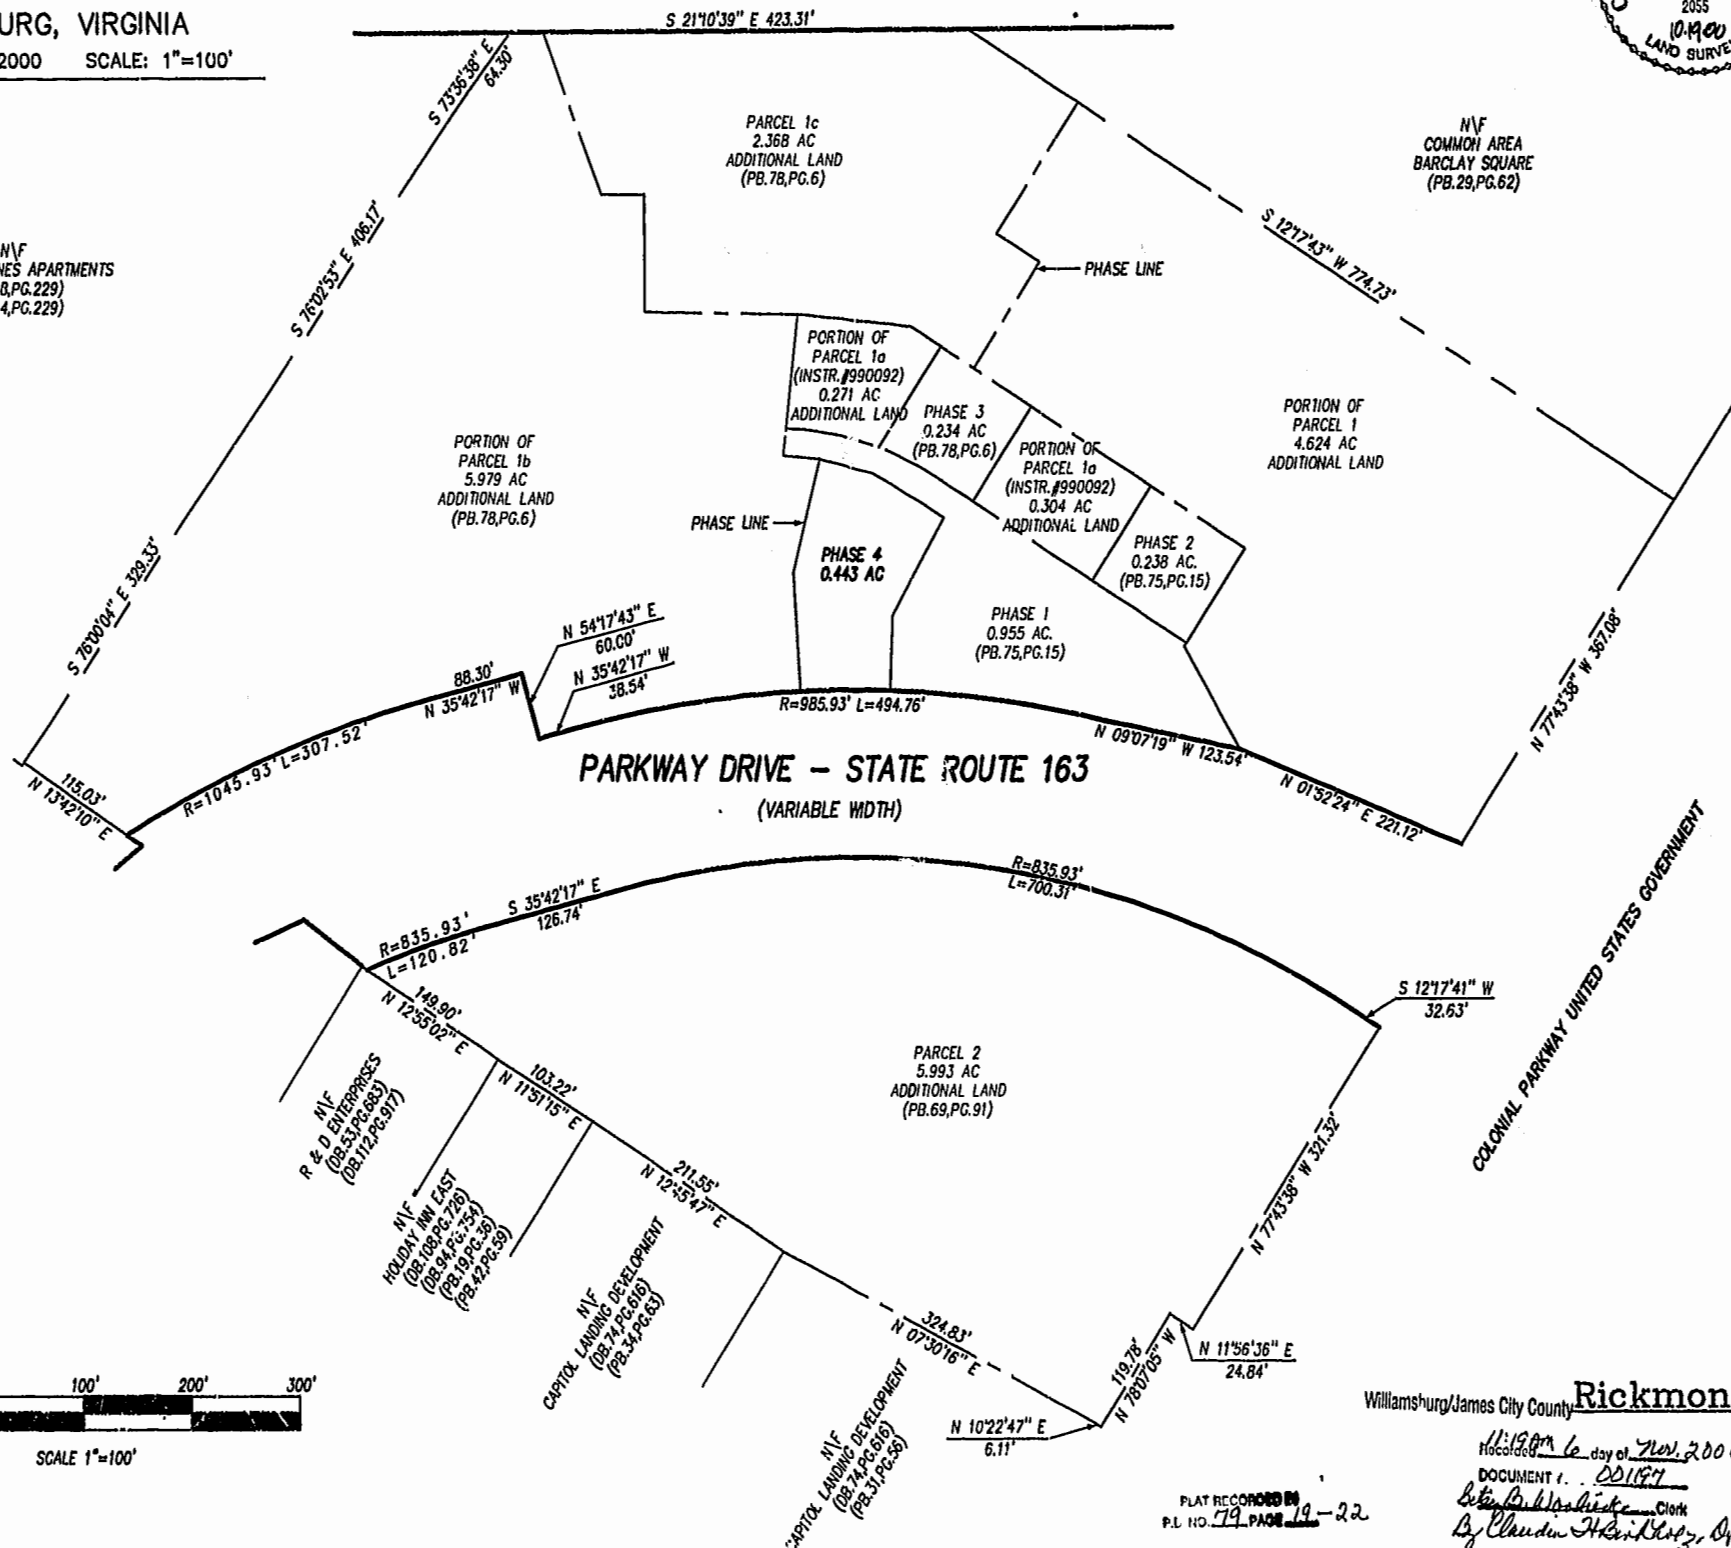 URG, VIRGINIA
2000 SCALE: 1"=100'
S 21°10'39" E 423.31'
2055
10.19.00
LAND SURVE
S 73°36'38" E
64.30'
PARCEL 1c
2.368 AC
ADDITIONAL LAND
(PB.78,PG.6)
N\F
COMMON AREA
BARCLAY SQUARE
(PB.29,PG.62)
N\F
NES APARTMENTS
8,PG.229)
4,PG.229)
S 76°02'53" E 406.17'
S 12°17'43" W 774.73'
PHASE LINE
PORTION OF
PARCEL 1a
(INSTR.#990092)
0.271 AC
ADDITIONAL LAND
PHASE 3
0.234 AC
(PB.78,PG.6)
PORTION OF
PARCEL 1
4.624 AC
ADDITIONAL LAND
PORTION OF
PARCEL 1b
5.979 AC
ADDITIONAL LAND
(PB.78,PG.6)
PORTION OF
PARCEL 1a
(INSTR.#990092)
0.304 AC
ADDITIONAL LAND
PHASE LINE
PHASE 4
0.443 AC
PHASE 2
0.238 AC.
(PB.75,PG.15)
S 76°00'04" E 329.33'
PHASE 1
0.955 AC.
(PB.75,PG.15)
N 54°17'43" E
60.00'
N 35°42'17" W
38.54'
88.30'
N 35°42'17" W
N 77°43'38" W 367.08'
R=985.93' L=494.76'
N 09°07'19" W 123.54'
R=1045.93' L=307.52'
115.03'
N 13°42'10" E
PARKWAY DRIVE – STATE ROUTE 163
(VARIABLE WIDTH)
N 01°52'24" E 221.12'
R=835.93'
L=700.31'
COLONIAL PARKWAY UNITED STATES GOVERNMENT
S 35°42'17" E
126.74'
R=835.93'
L=120.82'
S 12°17'41" W
32.63'
149.90'
N 12°55'02" E
PARCEL 2
5.993 AC
ADDITIONAL LAND
(PB.69,PG.91)
103.22'
N 11°51'15" E
N\F
R & D ENTERPRISES
(DB.53,PG.683)
(DB.112,PG.917)
211.55'
N 12°45'47" E
N 77°43'38" W 321.32'
N\F
HOLIDAY INN EAST
(DB.108,PG.726)
(DB.94,PG.754)
(PB.19,PG.36)
(PB.42,PG.59)
N\F
CAPITOL LANDING DEVELOPMENT
(DB.74,PG.616)
(PB.34,PG.63)
324.83'
N 07°30'16" E
119.78'
N 78°07'05" W
N 11°56'36" E
24.84'
N 10°22'47" E
6.11'
N\F
CAPITOL LANDING DEVELOPMENT
(DB.74,PG.616)
(PB.31,PG.56)
100' 200' 300'
SCALE 1"=100'
Williamsburg/James City County Rickmon
11:19 AM
Recorded 6 day of Nov. 200
DOCUMENT #. 001197
Clerk
By Claudia
PLAT RECORDED IN
P.L NO. 79 PAGE 19-22